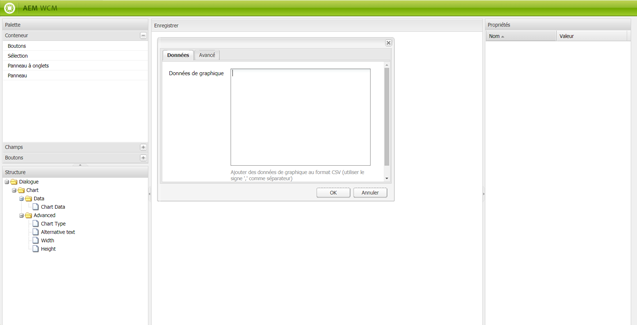 AEM WCM
Palette
Conteneur
Boutons
Sélection
Panneau à onglets
Panneau
Champs
Boutons
Structure
Dialogue
Chart
Data
Chart Data
Advanced
Chart Type
Alternative text
Width
Height
Enregistrer
Données
Avancé
Données de graphique
Ajouter des données de graphique au format CSV (utiliser le
signe ',' comme séparateur)
OK
Annuler
Propriétés
Nom
Valeur